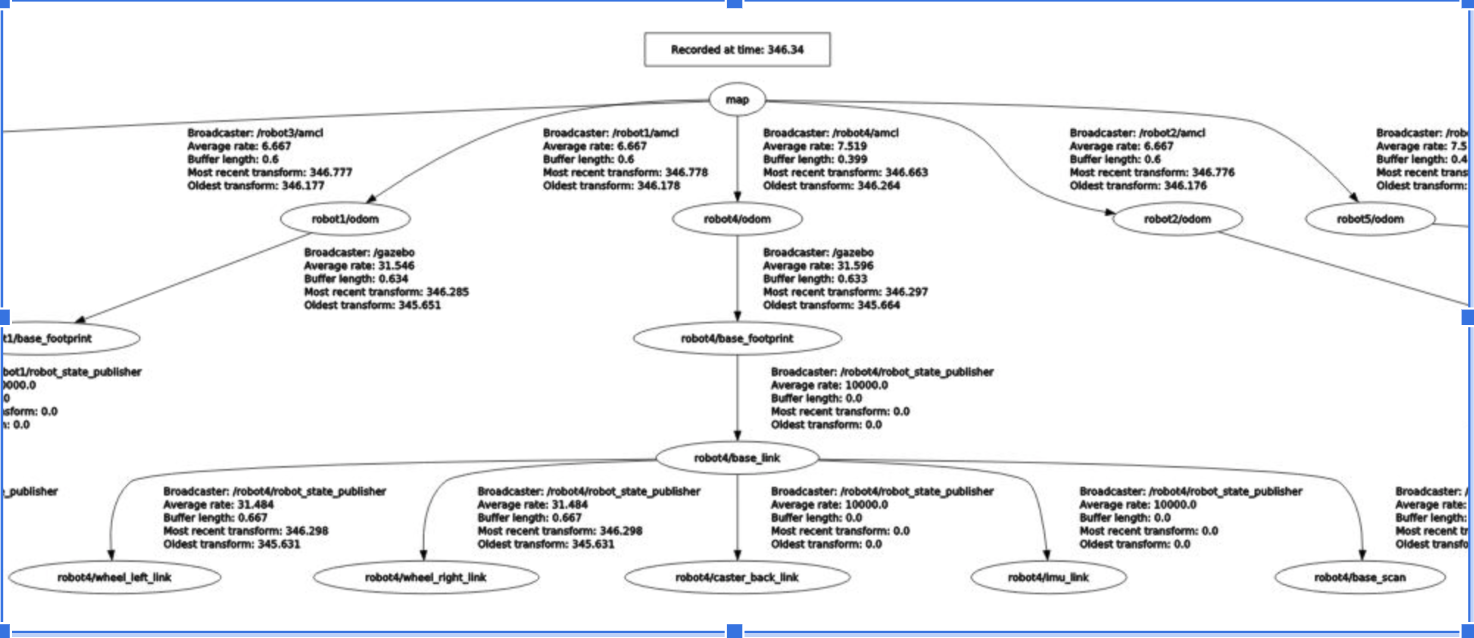 Recorded at time: 346.34
map
Broadcaster: /robot3/amcl
Average rate: 6.667
Buffer length: 0.6
Most recent transform: 346.777
Oldest transform: 346.177
Broadcaster: /robot1/amcl
Average rate: 6.667
Buffer length: 0.6
Most recent transform: 346.778
Oldest transform: 346.178
Broadcaster: /robot4/amcl
Average rate: 7.519
Buffer length: 0.399
Most recent transform: 346.663
Oldest transform: 346.264
Broadcaster: /robot2/amcl
Average rate: 6.667
Buffer length: 0.6
Most recent transform: 346.776
Oldest transform: 346.176
Broadcaster: /rob
Average rate: 7.5
Buffer length: 0.4
Most recent trans
Oldest transform:
robot1/odom
robot4/odom
robot2/odom
robot5/odom
Broadcaster: /gazebo
Average rate: 31.546
Buffer length: 0.634
Most recent transform: 346.285
Oldest transform: 345.651
Broadcaster: /gazebo
Average rate: 31.596
Buffer length: 0.633
Most recent transform: 346.297
Oldest transform: 345.664
t1/base_footprint
robot4/base_footprint
bot1/robot_state_publisher
0000.0
0
nsform: 0.0
n: 0.0
Broadcaster: /robot4/robot_state_publisher
Average rate: 10000.0
Buffer length: 0.0
Most recent transform: 0.0
Oldest transform: 0.0
robot4/base_link
_publisher
Broadcaster: /robot4/robot_state_publisher
Average rate: 31.484
Buffer length: 0.667
Most recent transform: 346.298
Oldest transform: 345.631
Broadcaster: /robot4/robot_state_publisher
Average rate: 31.484
Buffer length: 0.667
Most recent transform: 346.298
Oldest transform: 345.631
Broadcaster: /robot4/robot_state_publisher
Average rate: 10000.0
Buffer length: 0.0
Most recent transform: 0.0
Oldest transform: 0.0
Broadcaster: /robot4/robot_state_publisher
Average rate: 10000.0
Buffer length: 0.0
Most recent transform: 0.0
Oldest transform: 0.0
Broadcaster: /
Average rate:
Buffer length:
Most recent tr
Oldest transfo
robot4/wheel_left_link
robot4/wheel_right_link
robot4/caster_back_link
robot4/imu_link
robot4/base_scan